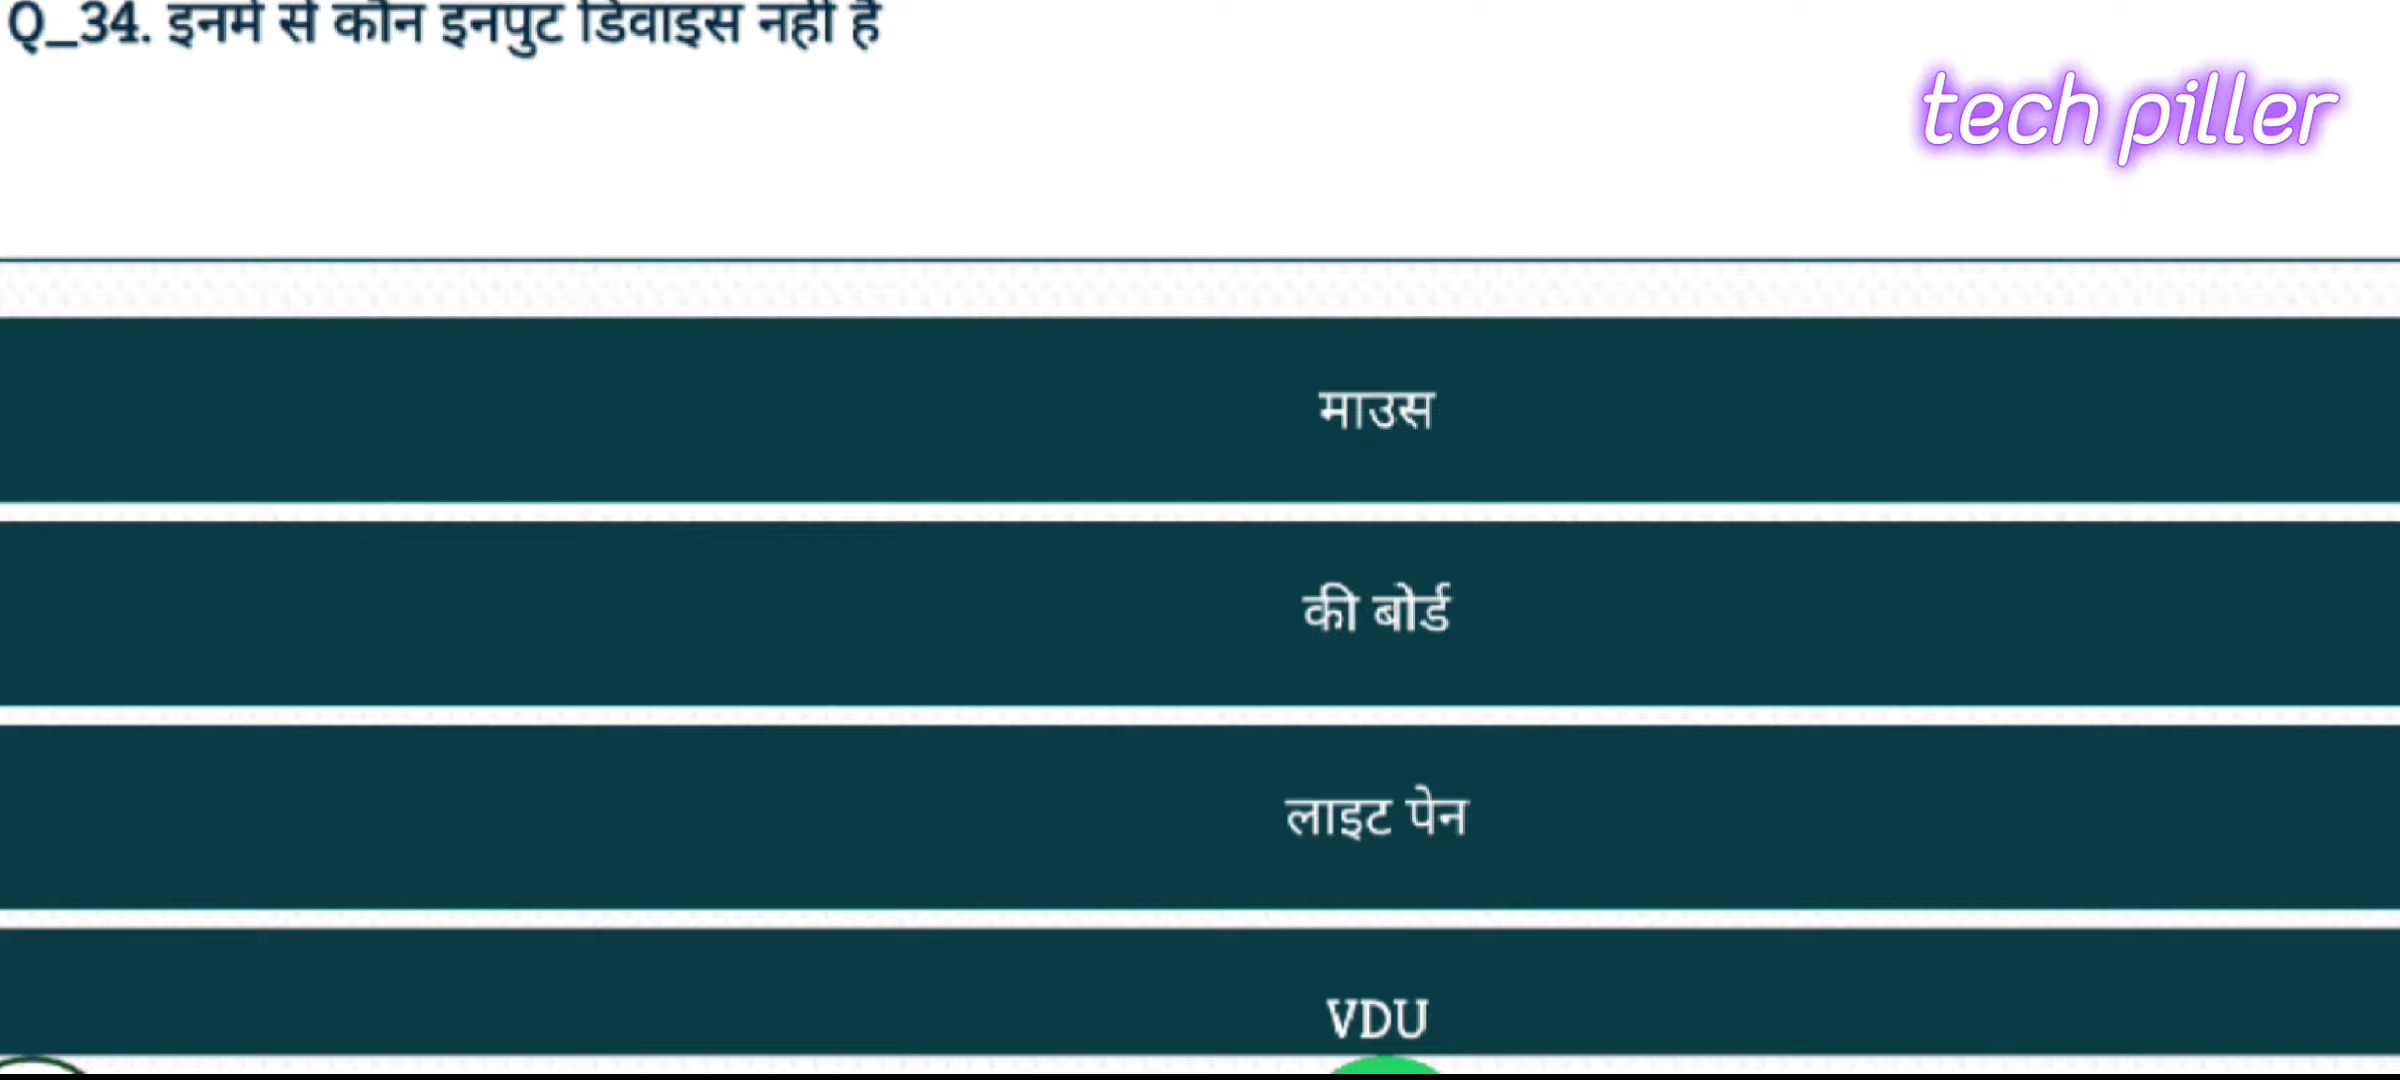 Q_34. इनमें से कौन इनपुट डिवाइस नहीं है
tech piller
माउस
की बोर्ड
लाइट पेन
VDU